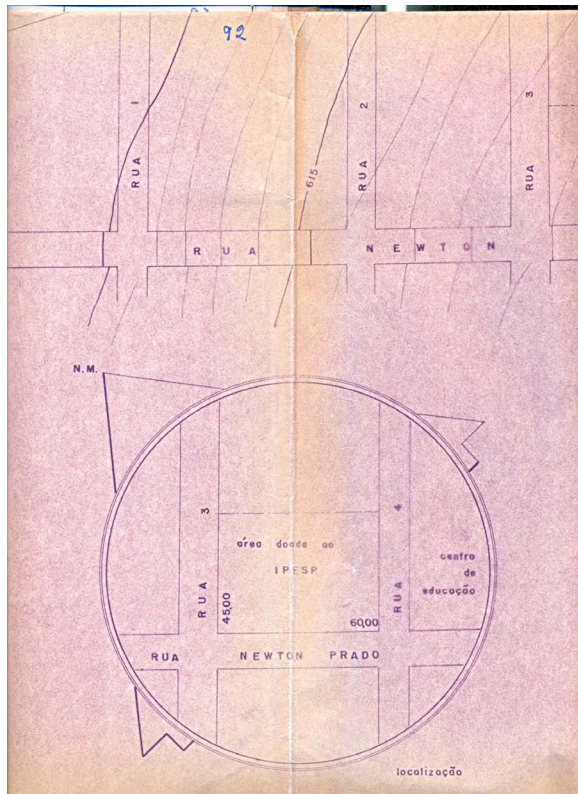 92
RUA 1
RUA 2
RUA 3
615
RUA NEWTON
N.M.
RUA 3
RUA 4
área doada ao
IPESP
centro
de
educação
45,00
60,00
RUA NEWTON PRADO
localização